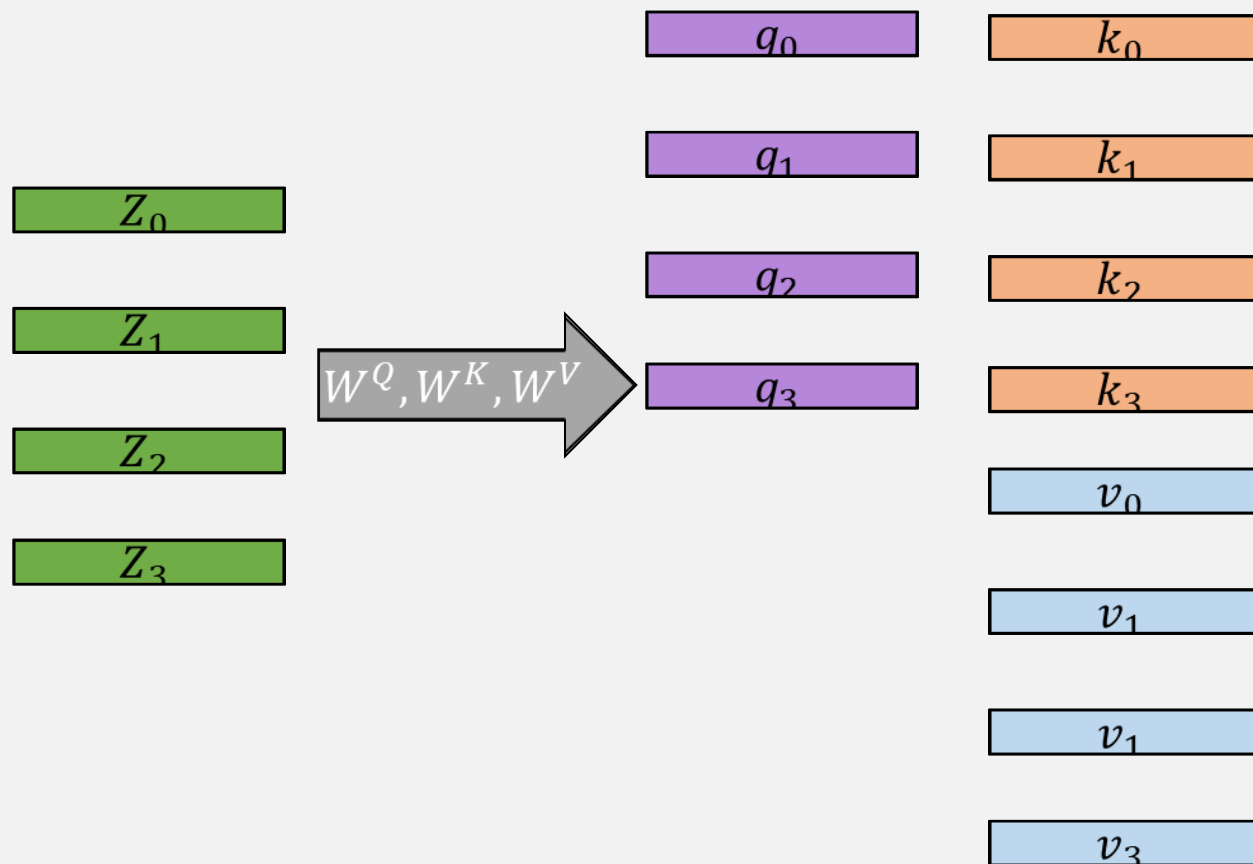 Z₀
Z₁
Z₂
Z₃
W^Q, W^K, W^V
q₀
q₁
q₂
q₃
k₀
k₁
k₂
k₃
v₀
v₁
v₁
v₃